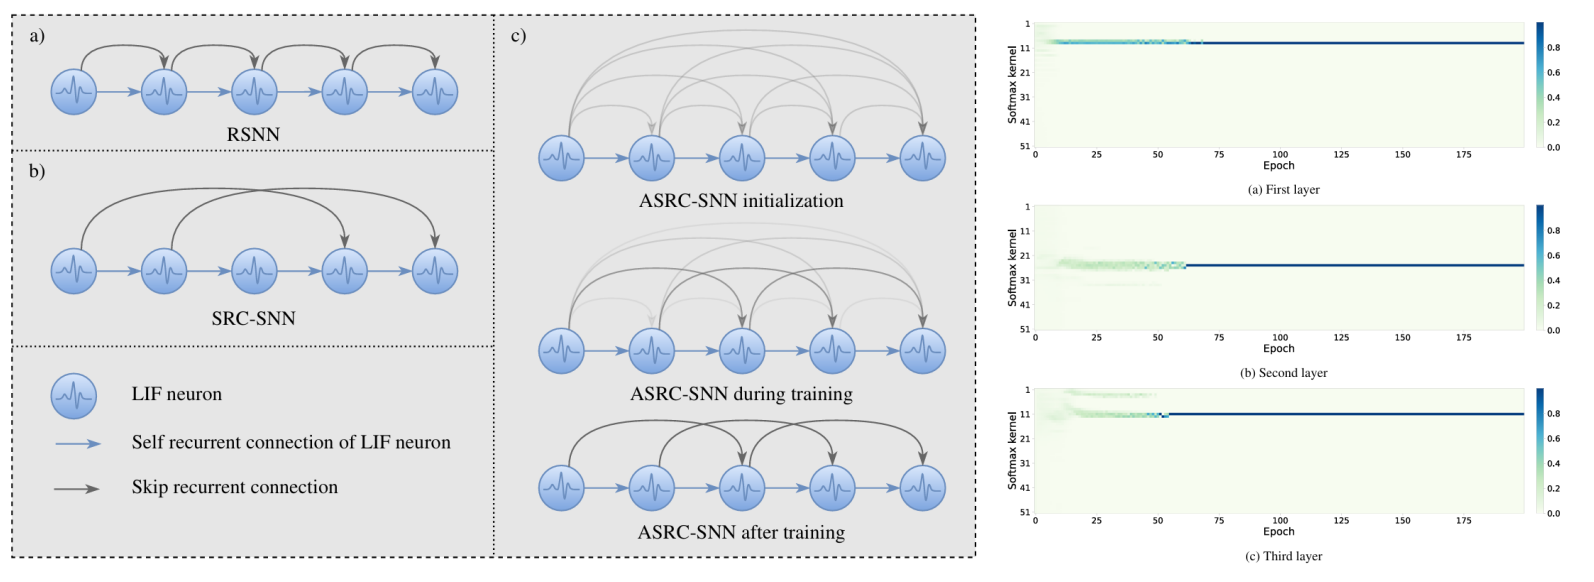 a)
RSNN
b)
SRC-SNN
LIF neuron
Self recurrent connection of LIF neuron
Skip recurrent connection
c)
ASRC-SNN initialization
ASRC-SNN during training
ASRC-SNN after training
Softmax kernel
1
11
21
31
41
51
0
25
50
75
100
125
150
175
Epoch
0.8
0.6
0.4
0.2
0.0
(a) First layer
Softmax kernel
1
11
21
31
41
51
0
25
50
75
100
125
150
175
Epoch
0.8
0.6
0.4
0.2
0.0
(b) Second layer
Softmax kernel
1
11
21
31
41
51
0
25
50
75
100
125
150
175
Epoch
0.8
0.6
0.4
0.2
0.0
(c) Third layer